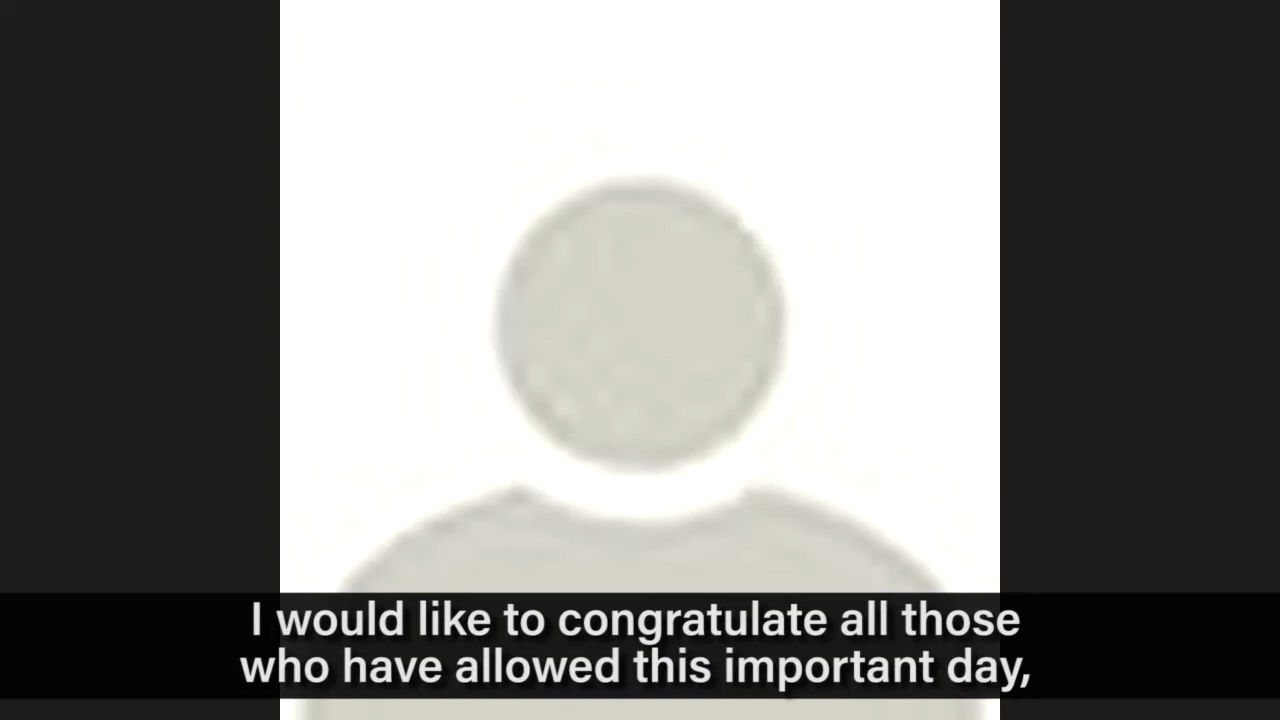 I would like to congratulate all those
who have allowed this important day,